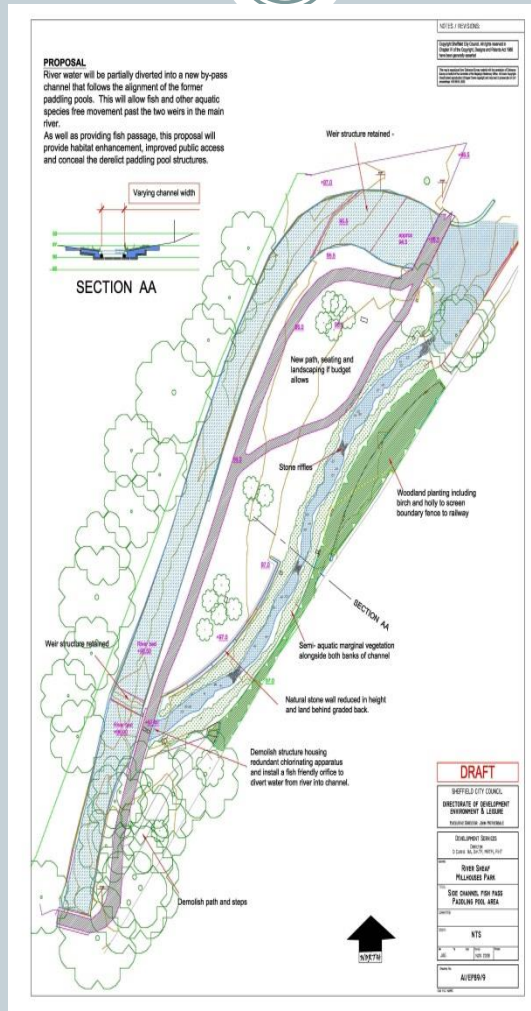 NOTES / REVISIONS:
PROPOSAL
River water will be partially diverted into a new by-pass
channel that follows the alignment of the former
paddling pools. This will allow fish and other aquatic
species free movement past the two weirs in the main
river.
As well as providing fish passage, this proposal will
provide habitat enhancement, improved public access
and conceal the derelict paddling pool structures.
Varying channel width
SECTION AA
Weir structure retained -
New path, seating and
landscaping if budget
allows
Stone riffles
Woodland planting including
birch and holly to screen
boundary fence to railway
SECTION AA
Semi- aquatic marginal vegetation
alongside both banks of channel
Weir structure retained
Natural stone wall reduced in height
and land behind graded back.
Demolish structure housing
redundant chlorinating apparatus
and install a fish friendly orifice to
divert water from river into channel.
Demolish path and steps
NORTH
DRAFT
SHEFFIELD CITY COUNCIL
DIRECTORATE OF DEVELOPMENT
ENVIRONMENT & LEISURE
DEVELOPMENT SERVICES
RIVER SHEAF
MILLHOUSES PARK
SIDE CHANNEL FISH PASS
PADDLING POOL AREA
NTS
A1/EP89/9